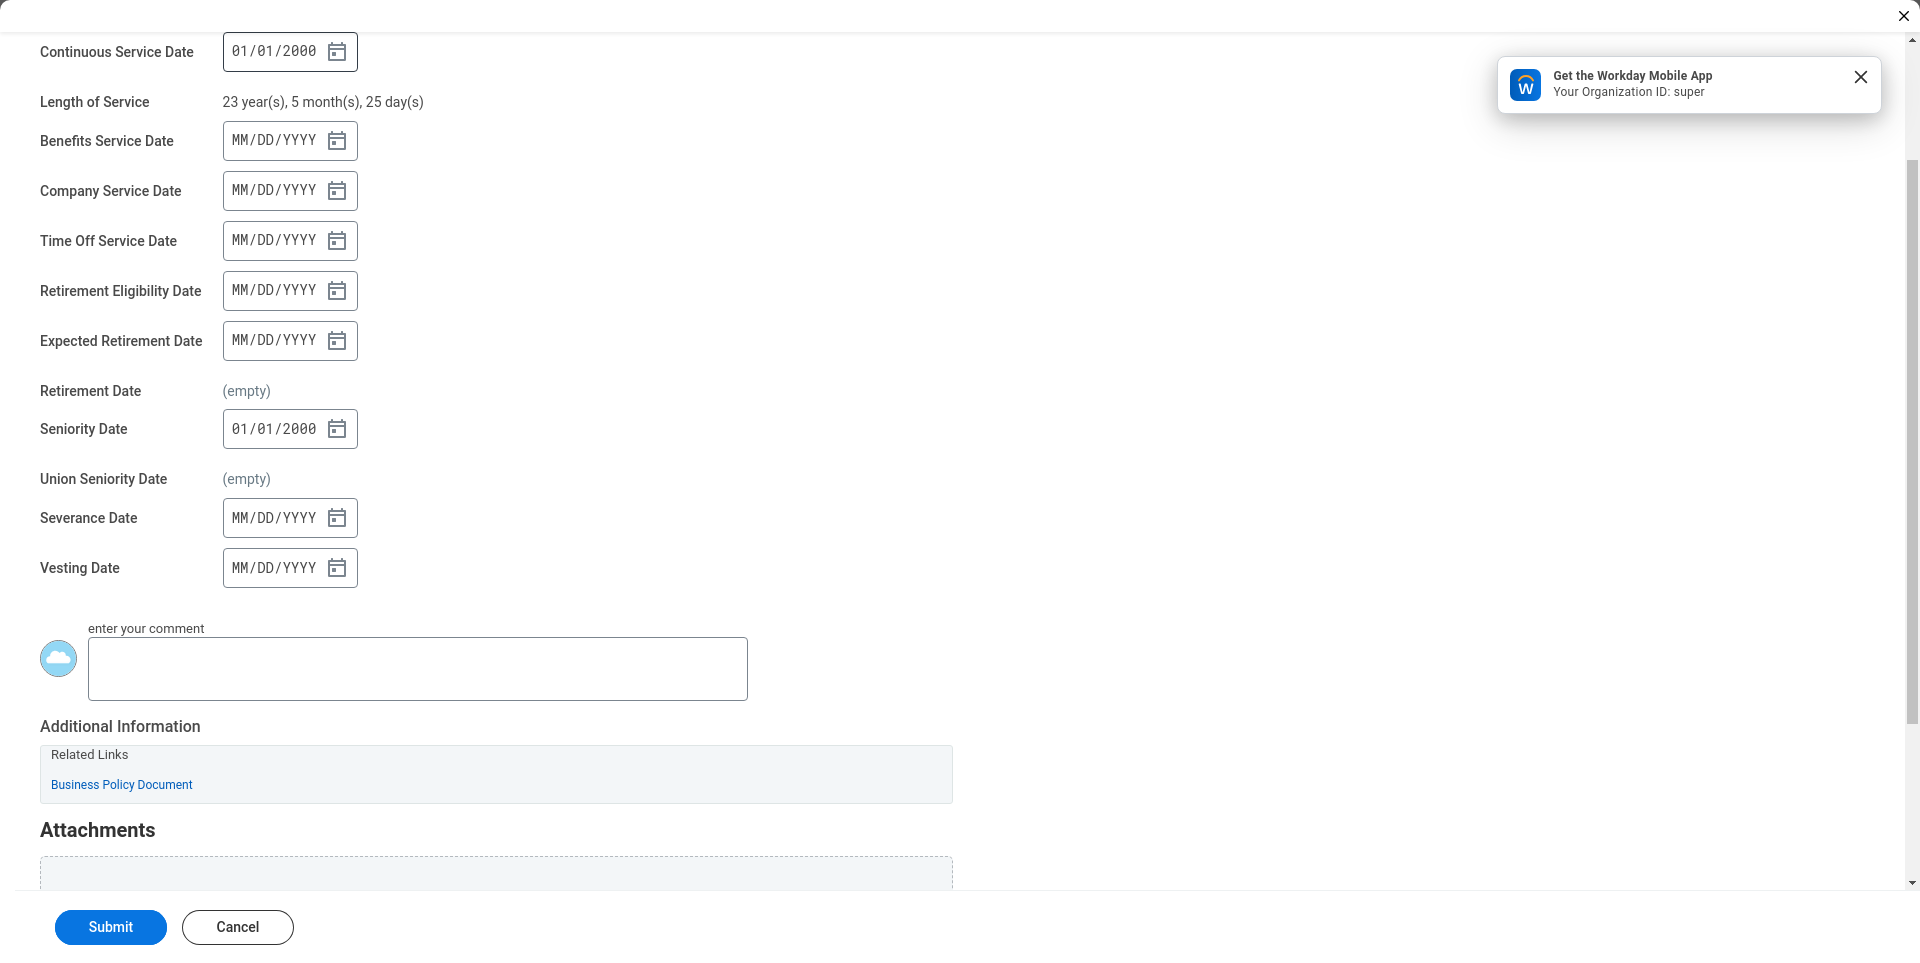 Continuous Service Date 01/01/2000
Get the Workday Mobile App
Your Organization ID: super
Length of Service 23 year(s), 5 month(s), 25 day(s)
Benefits Service Date MM/DD/YYYY
Company Service Date MM/DD/YYYY
Time Off Service Date MM/DD/YYYY
Retirement Eligibility Date MM/DD/YYYY
Expected Retirement Date MM/DD/YYYY
Retirement Date (empty)
Seniority Date 01/01/2000
Union Seniority Date (empty)
Severance Date MM/DD/YYYY
Vesting Date MM/DD/YYYY
enter your comment
Additional Information
Related Links
Business Policy Document
Attachments
Submit Cancel